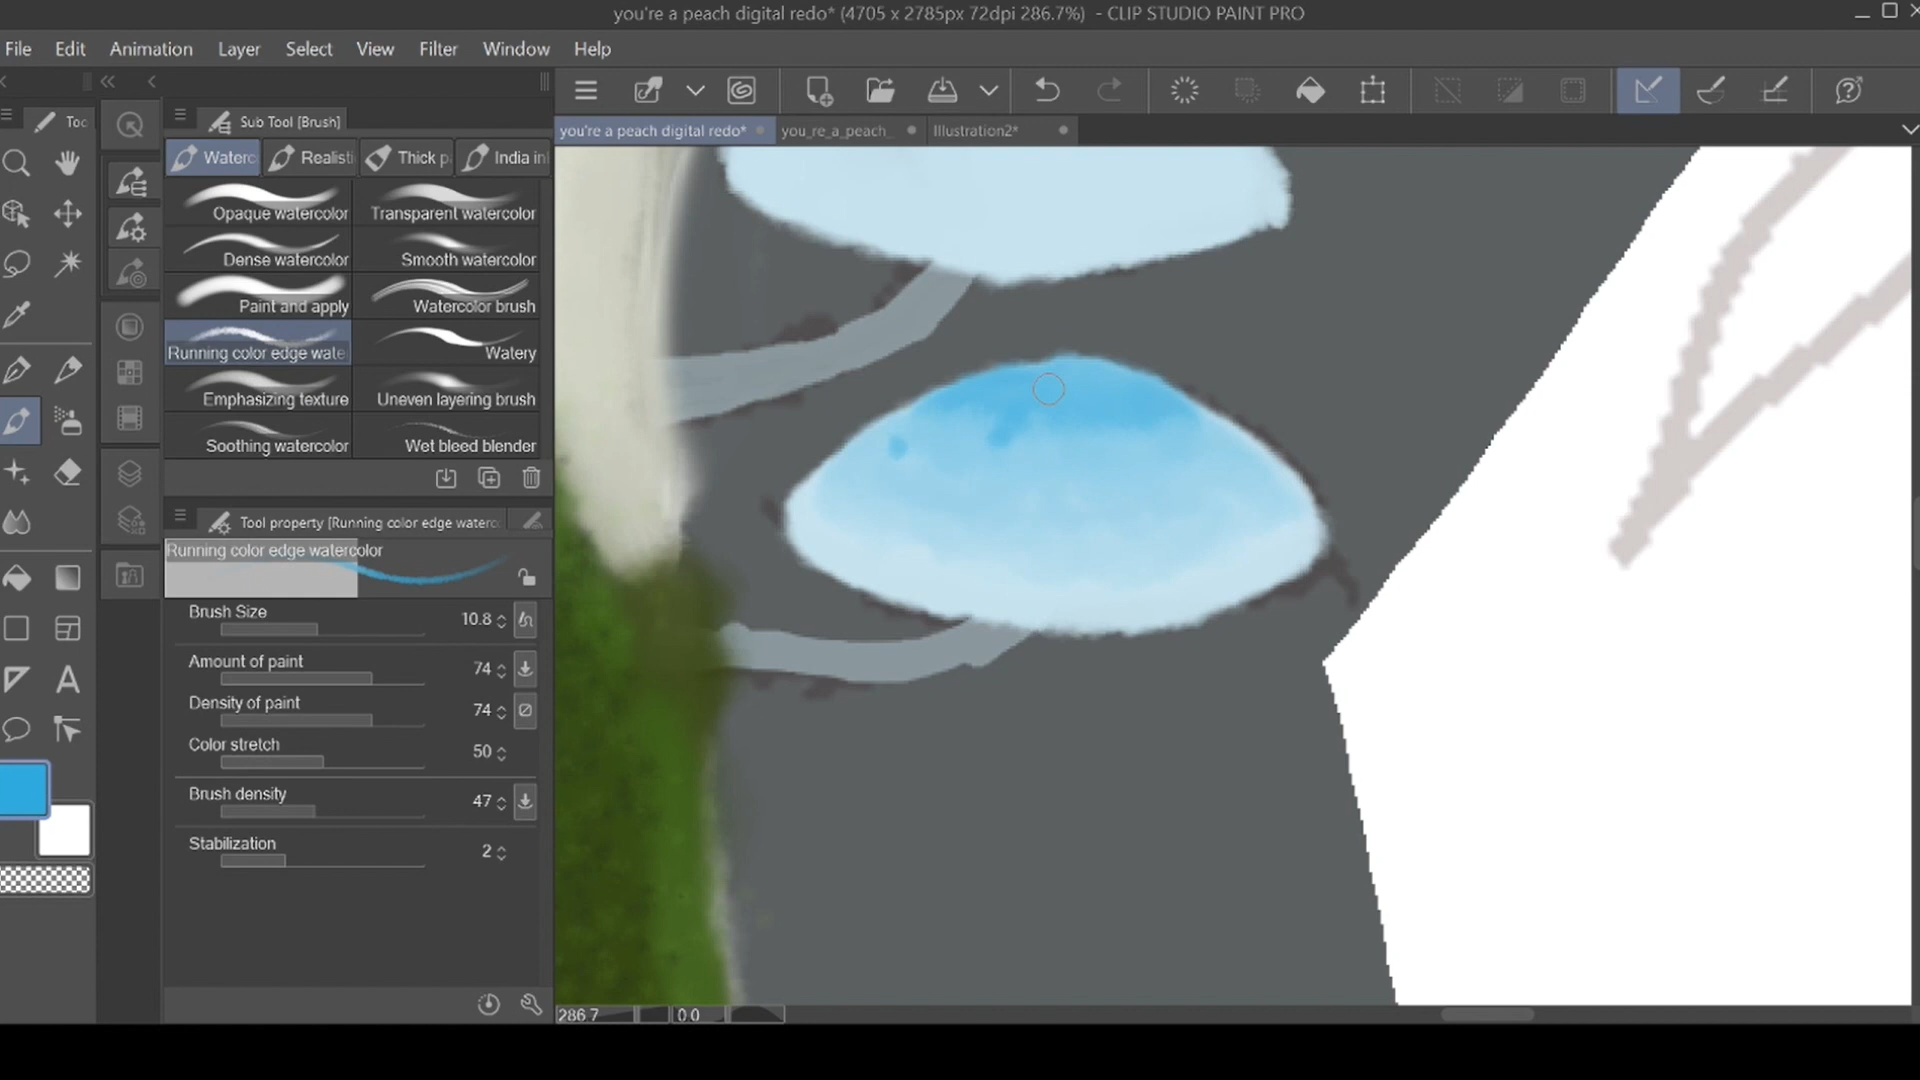 you're a peach digital redo* (4705 x 2785px 72dpi 286.7%) - CLIP STUDIO PAINT PRO
File Edit Animation Layer Select View Filter Window Help
Too Sub Tool [Brush]
you're a peach digital redo* you_re_a_peach_ Illustration2*
Waterc Realisti Thick p India in
Opaque watercolor Transparent watercolor
Dense watercolor Smooth watercolor
Paint and apply Watercolor brush
Running color edge wate Watery
Emphasizing texture Uneven layering brush
Soothing watercolor Wet bleed blender
Tool property [Running color edge waterc
Running color edge watercolor
Brush Size 10.8
Amount of paint 74
Density of paint 74
Color stretch 50
Brush density 47
Stabilization 2
A
286.7 0.0